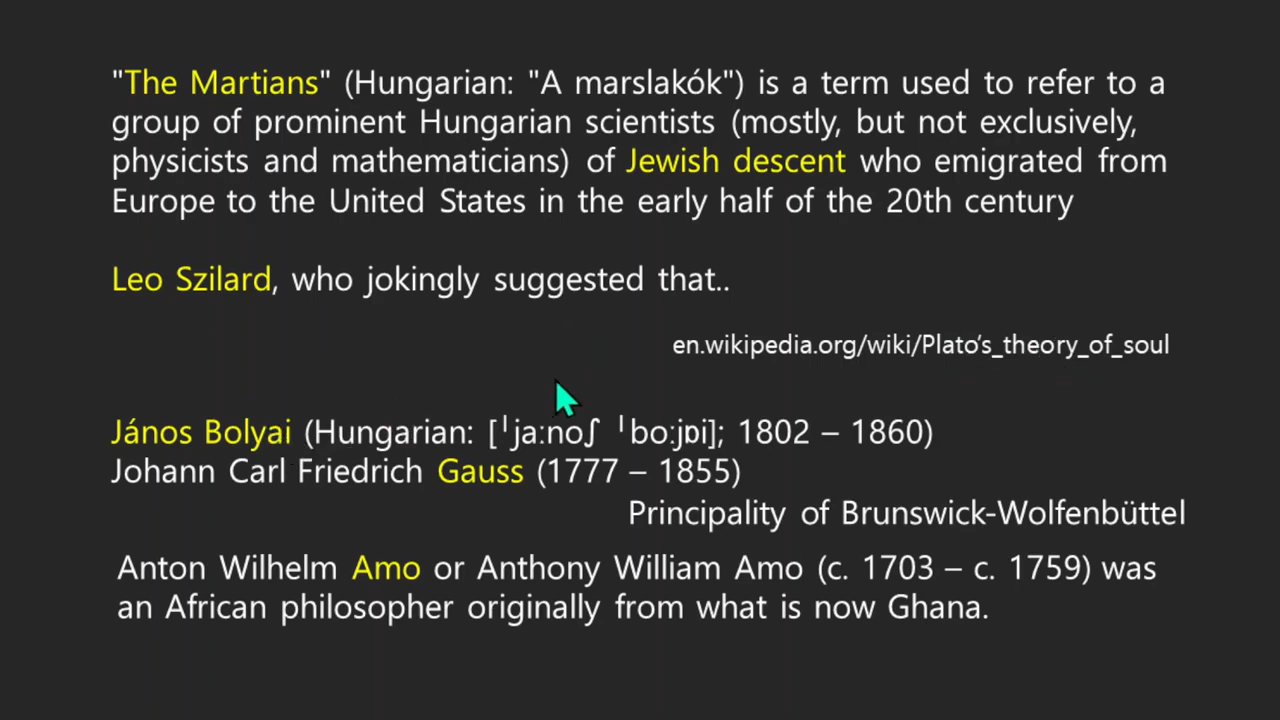 "The Martians" (Hungarian: "A marslakók") is a term used to refer to a
group of prominent Hungarian scientists (mostly, but not exclusively,
physicists and mathematicians) of Jewish descent who emigrated from
Europe to the United States in the early half of the 20th century
Leo Szilard, who jokingly suggested that..
en.wikipedia.org/wiki/Plato's_theory_of_soul
János Bolyai (Hungarian: [ˈjaːnoʃ ˈboːjɒi]; 1802 – 1860)
Johann Carl Friedrich Gauss (1777 – 1855)
Principality of Brunswick-Wolfenbüttel
Anton Wilhelm Amo or Anthony William Amo (c. 1703 – c. 1759) was
an African philosopher originally from what is now Ghana.